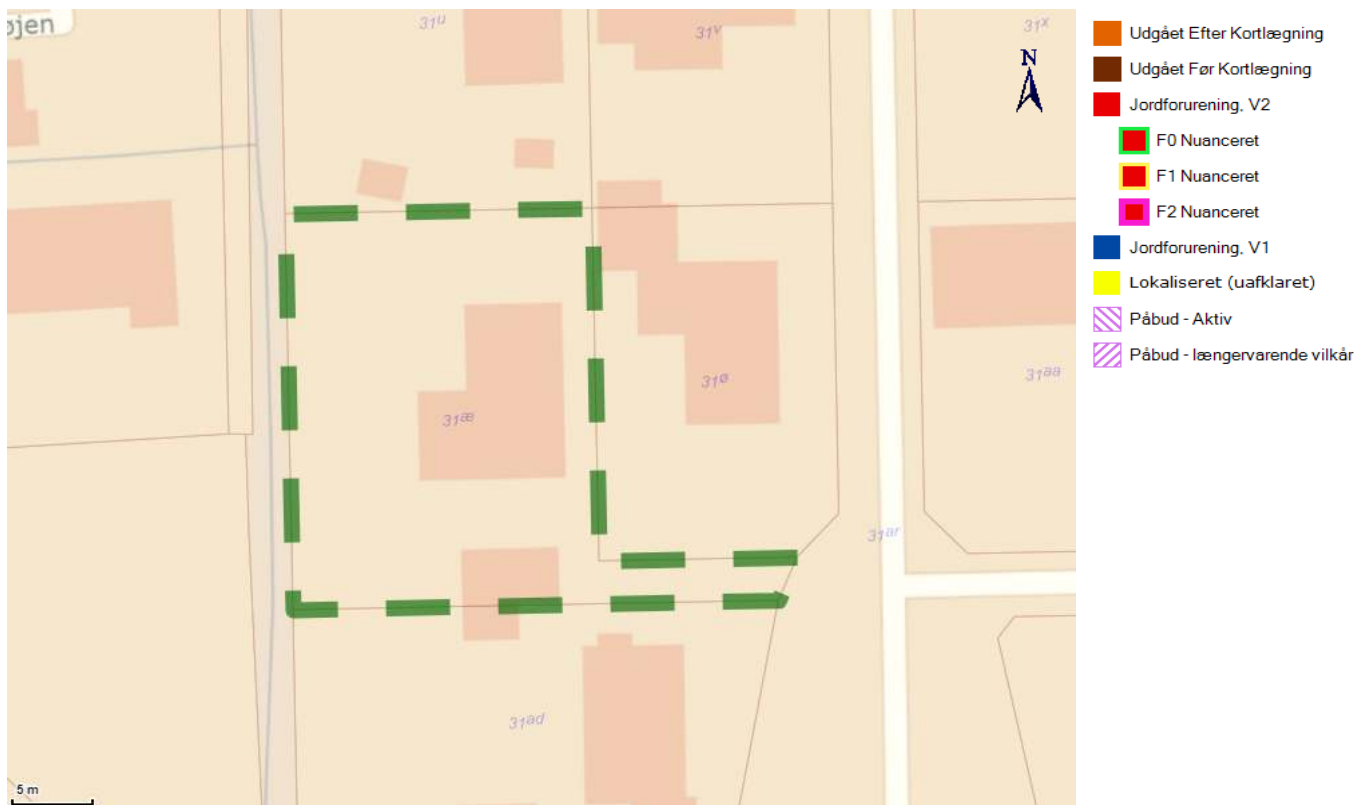 øjen
31u
31v
31x
N
31ø
31aa
31æ
31ar
31ad
5 m
Udgået Efter Kortlægning
Udgået Før Kortlægning
Jordforurening, V2
F0 Nuanceret
F1 Nuanceret
F2 Nuanceret
Jordforurening, V1
Lokaliseret (uafklaret)
Påbud - Aktiv
Påbud - længervarende vilkår